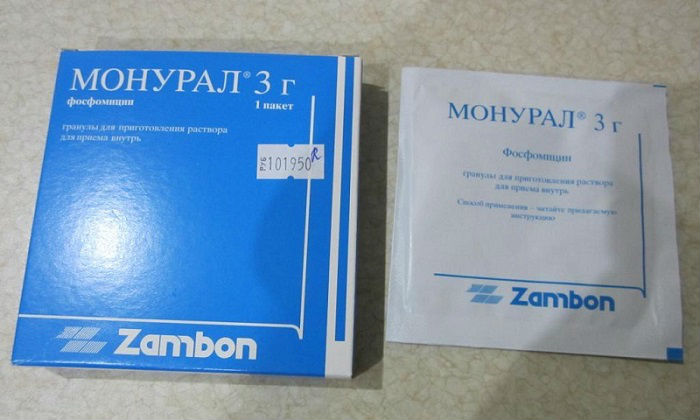 МОНУРАЛ® 3 г
фосфомицин
1 пакет
гранулы для приготовления раствора
для приема внутрь
РУБ 101950 R
Zambon
МОНУРАЛ® 3 г
Фосфомицин
гранулы для приготовления раствора
для приема внутрь
Способ применения – читайте прилагаемую
инструкцию
Zambon